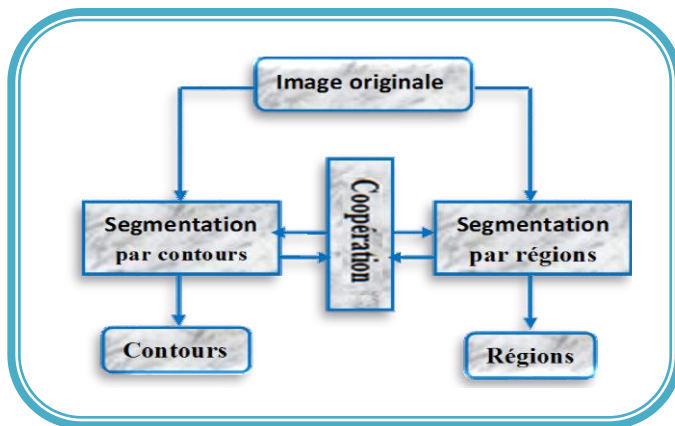 Image originale
Coopération
Segmentation
par contours
Segmentation
par régions
Contours
Régions